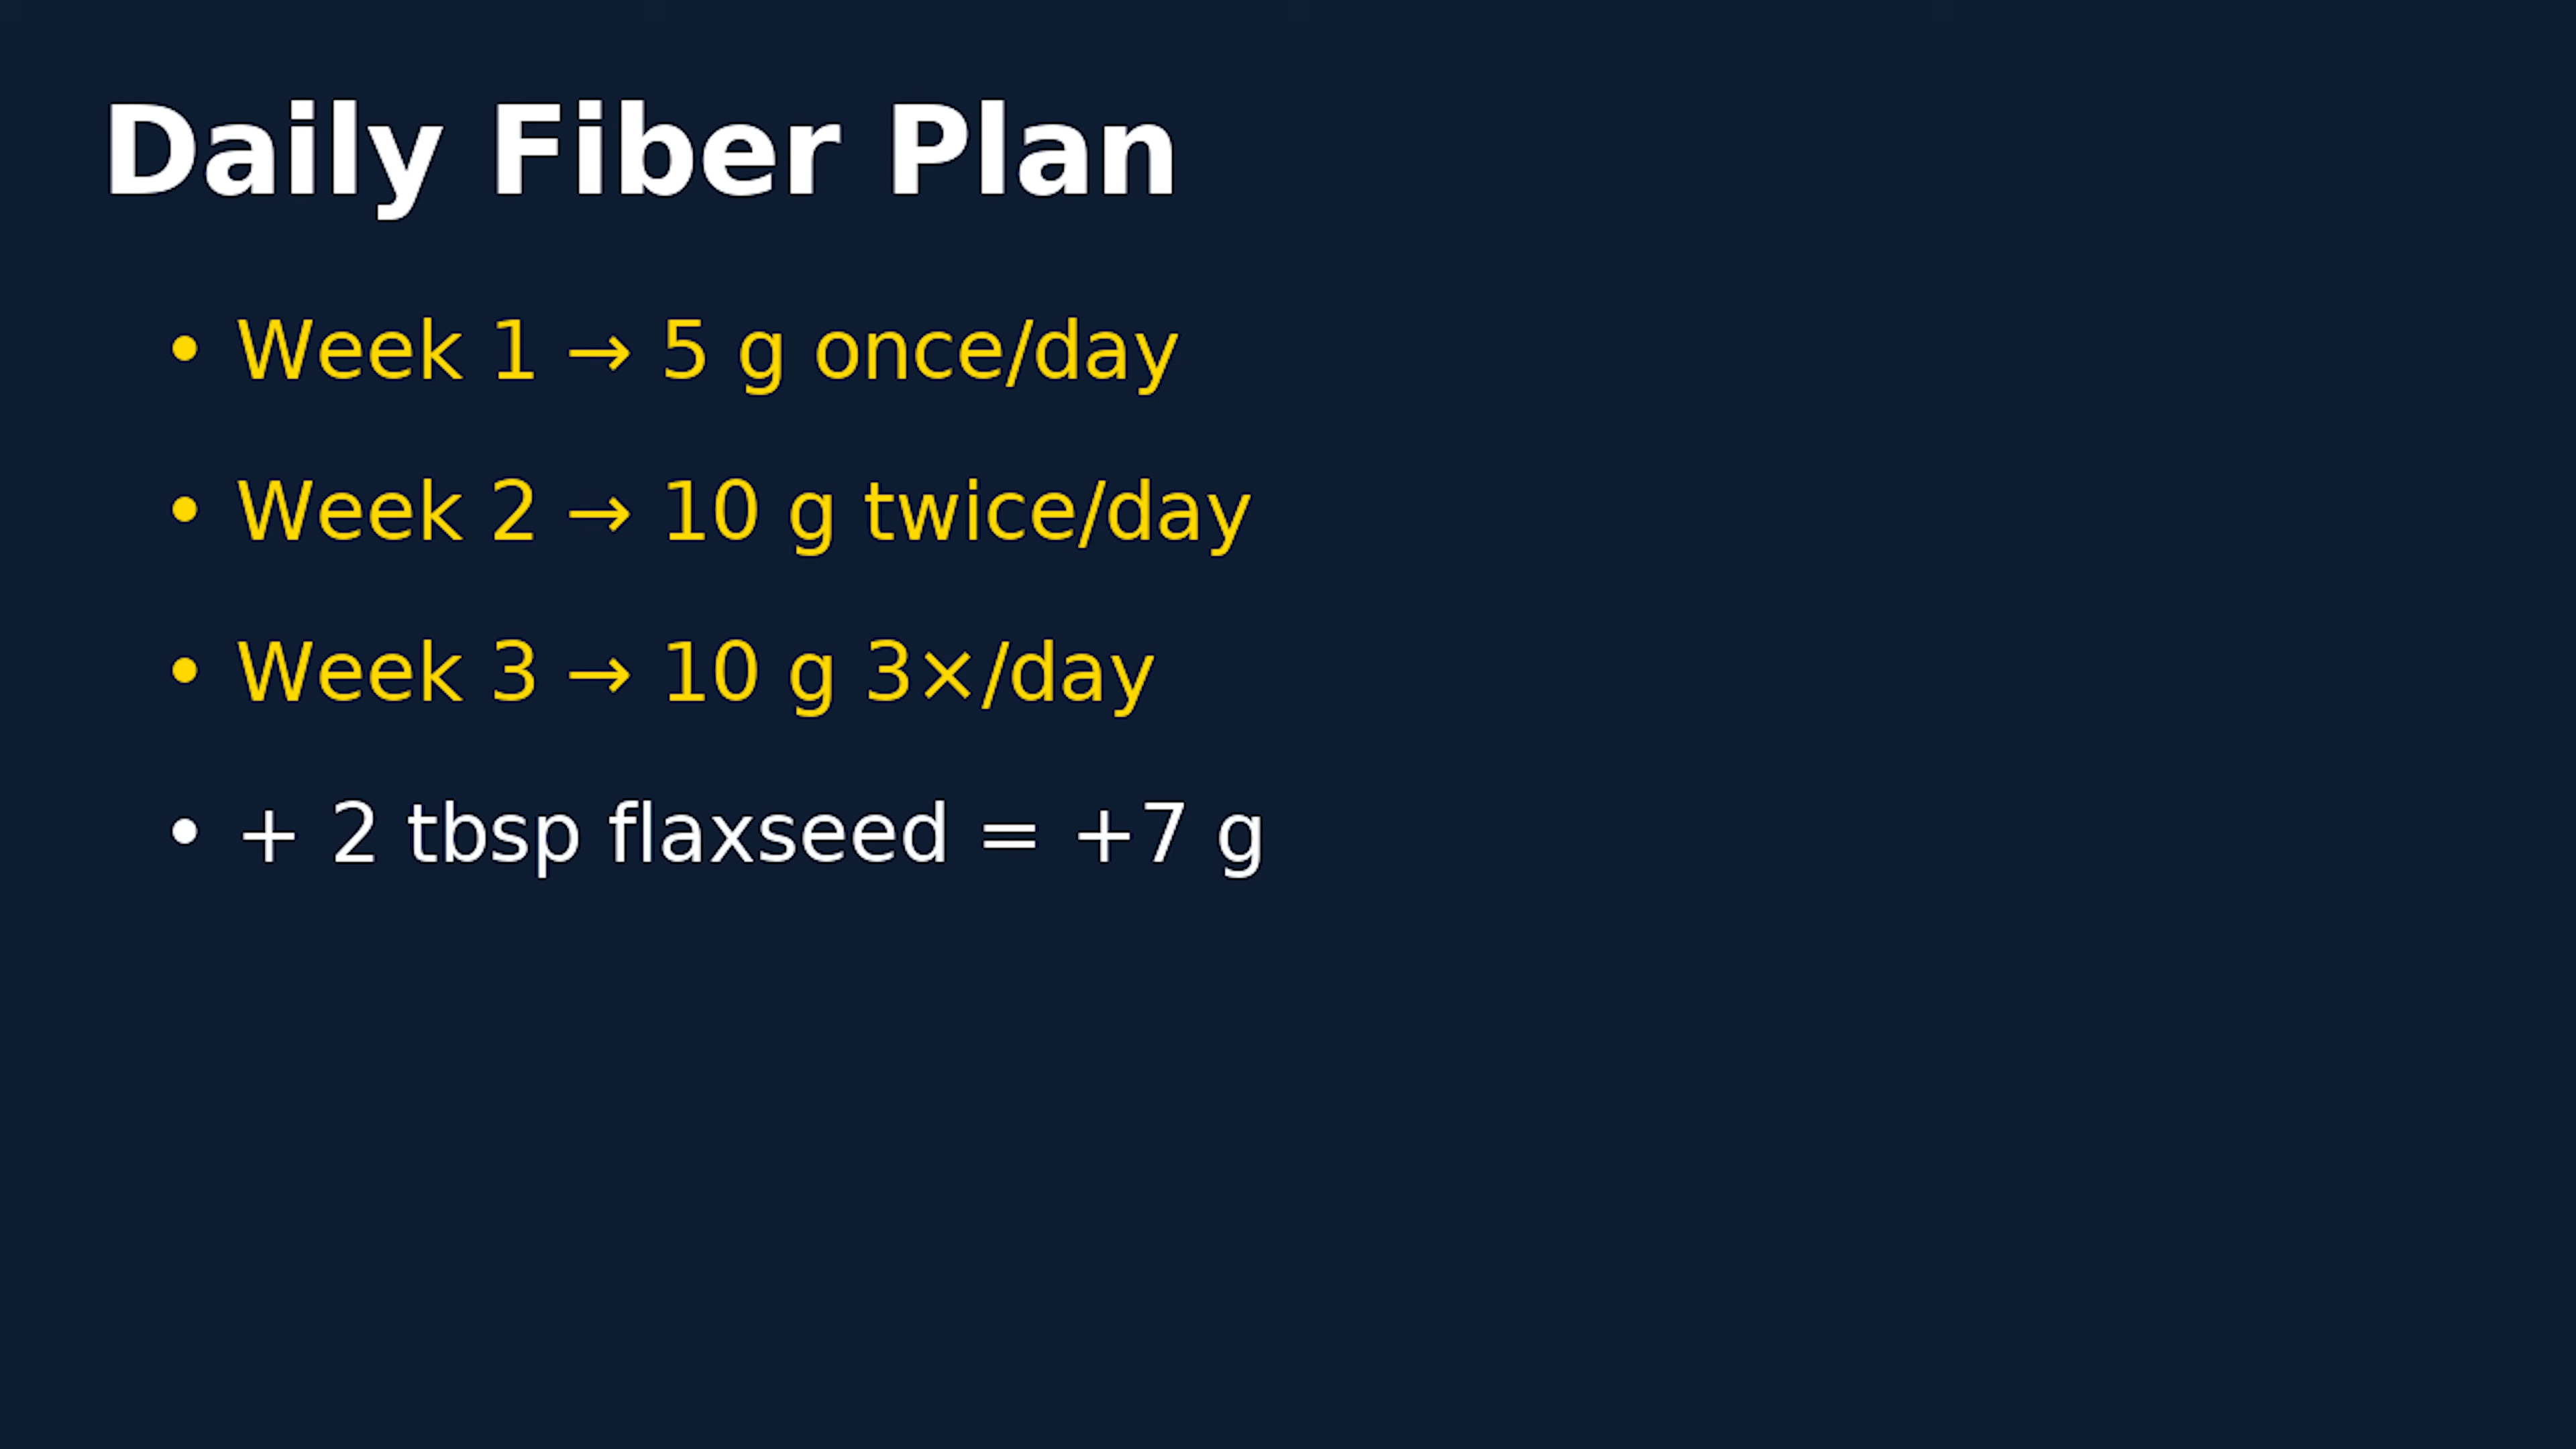 Daily Fiber Plan
• Week 1 → 5 g once/day
• Week 2 → 10 g twice/day
• Week 3 → 10 g 3×/day
• + 2 tbsp flaxseed = +7 g